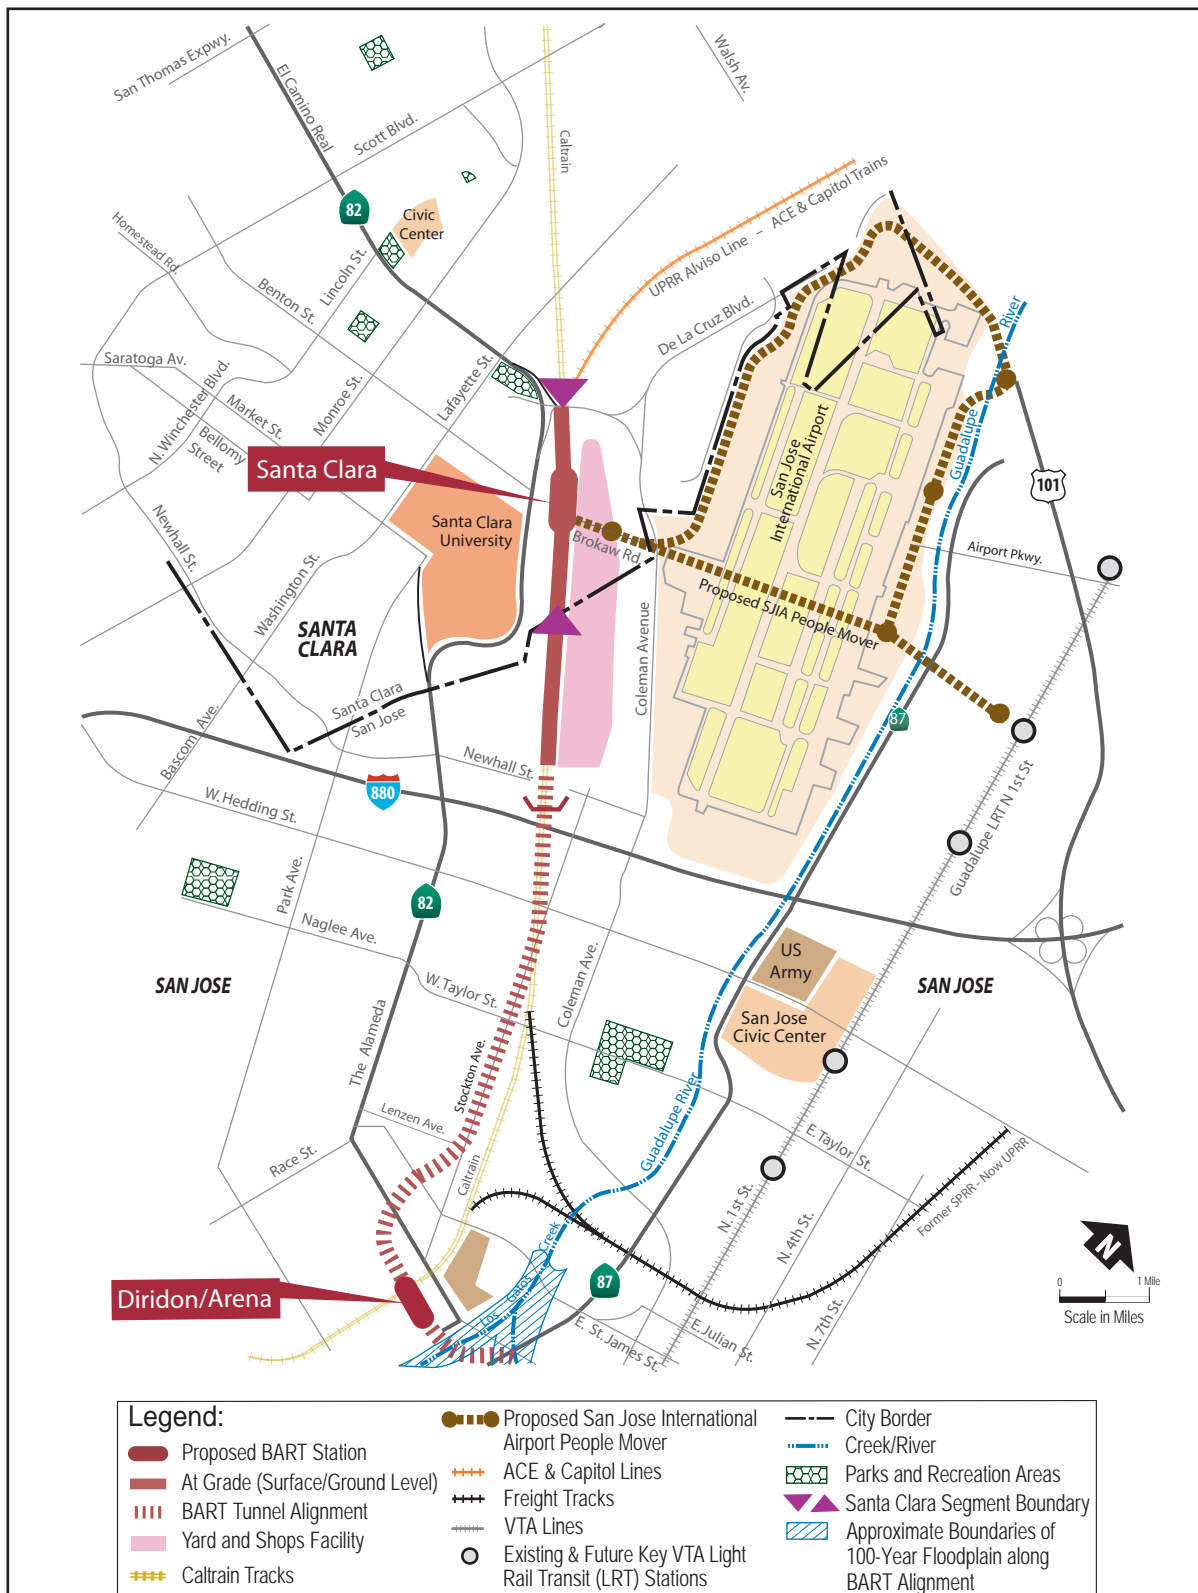 San Thomas Expwy.
El Camino Real
Scott Blvd.
Caltrain
Walsh Av.
82
Civic
Center
UPRR Alviso Line – ACE & Capitol Trains
Homestead Rd.
Benton St.
Lincoln St.
De La Cruz Blvd.
River
Saratoga Av.
N. Winchester Blvd.
Market St.
Bellomy
Street
Monroe St.
Lafayette St.
Santa Clara
San Jose
International Airport
Guadalupe
101
Newhall St.
Santa Clara
University
Brokaw Rd.
Airport Pkwy.
Washington St.
Proposed SJIA People Mover
SANTA
CLARA
Coleman Avenue
Santa Clara
San Jose
87
Bascom Ave.
Newhall St.
880
W. Hedding St.
Guadalupe LRT N 1st St
Park Ave.
82
Naglee Ave.
Coleman Ave.
US
Army
SAN JOSE
W. Taylor St.
SAN JOSE
San Jose
Civic Center
The Alameda
Stockton Ave.
Lenzen Ave.
Guadalupe River
E. Taylor St.
Race St.
Caltrain
Former SPRR - Now UPRR
N. 1st St.
N. 4th St.
Creek
N
Diridon/Arena
Los Gatos
87
0
1 Mile
Scale in Miles
E. St. James St.
E. Julian St.
N. 7th St.
Legend:
Proposed BART Station
At Grade (Surface/Ground Level)
BART Tunnel Alignment
Yard and Shops Facility
Caltrain Tracks
Proposed San Jose International
Airport People Mover
ACE & Capitol Lines
Freight Tracks
VTA Lines
Existing & Future Key VTA Light
Rail Transit (LRT) Stations
City Border
Creek/River
Parks and Recreation Areas
Santa Clara Segment Boundary
Approximate Boundaries of
100-Year Floodplain along
BART Alignment